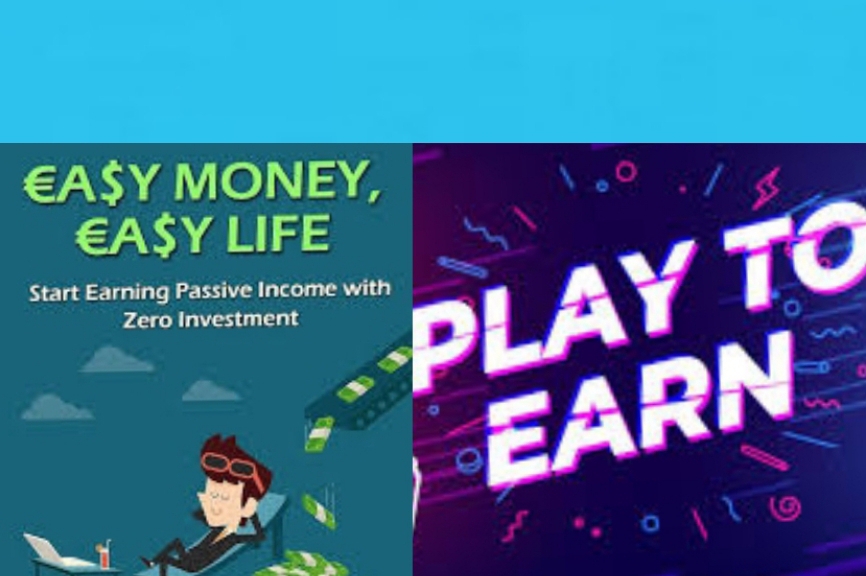 €A$Y MONEY,
€A$Y LIFE
Start Earning Passive Income with
Zero Investment
PLAY TO
EARN